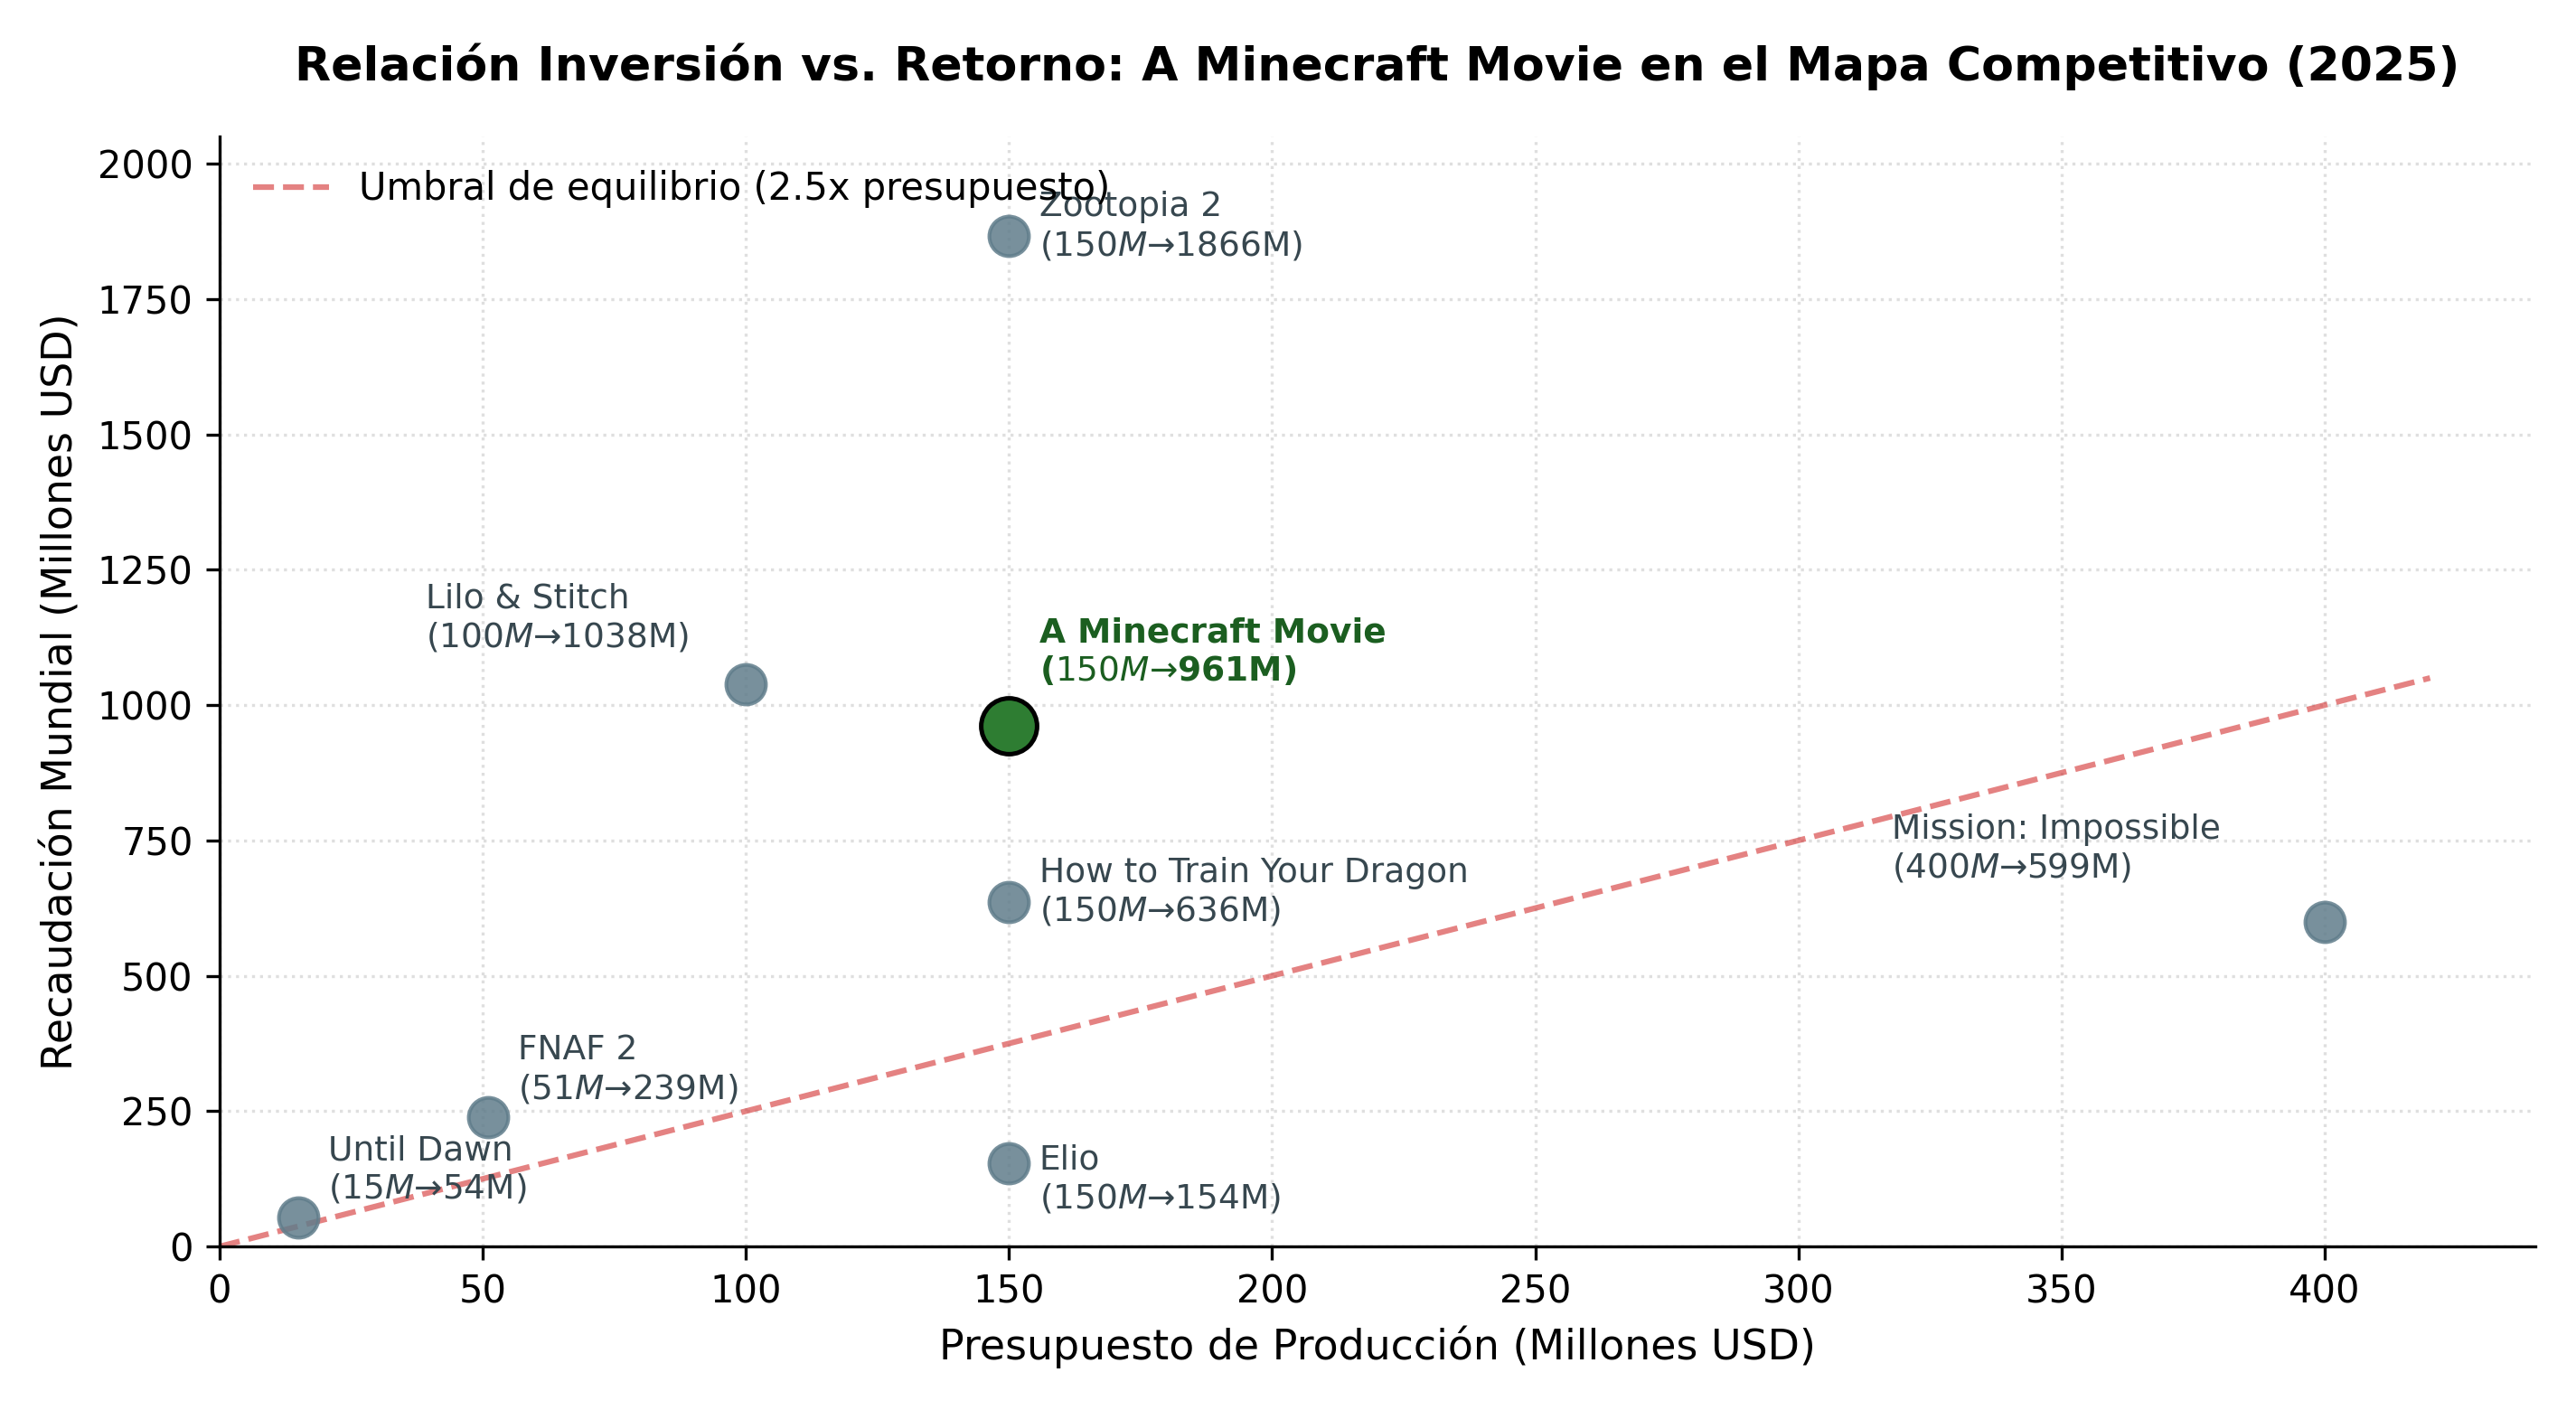 Relación Inversión vs. Retorno: A Minecraft Movie en el Mapa Competitivo (2025)
Recaudación Mundial (Millones USD)
2000
1750
1500
1250
1000
750
500
250
0
Umbral de equilibrio (2.5x presupuesto)
Zootopia 2
(150M→1866M)
Lilo & Stitch
(100M→1038M)
A Minecraft Movie
(150M→961M)
Mission: Impossible
(400M→599M)
How to Train Your Dragon
(150M→636M)
FNAF 2
(51M→239M)
Until Dawn
(15M→54M)
Elio
(150M→154M)
0 50 100 150 200 250 300 350 400
Presupuesto de Producción (Millones USD)